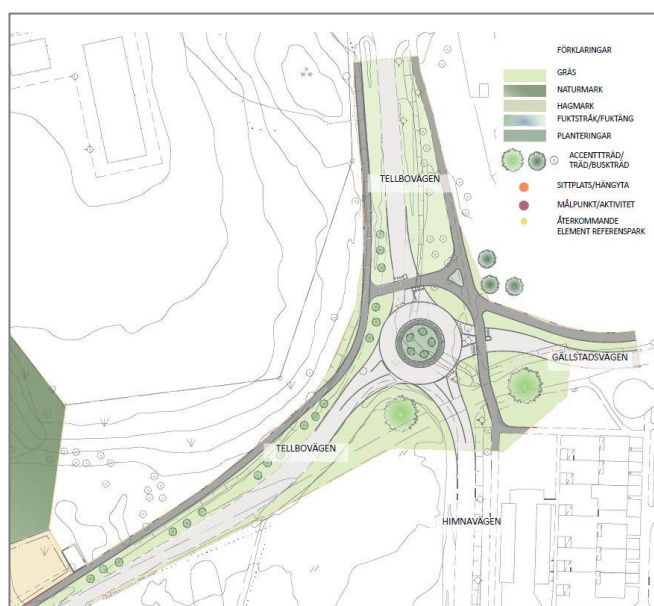 FÖRKLARINGAR
GRÄS
NATURMARK
HAGMARK
FUKTSTRÅK/FUKTÄNG
PLANTERINGAR
ACCENTTTRÄD/
TRÄD/BUSKTRÄD
SITTPLATS/HÄNGYTA
MÅLPUNKT/AKTIVITET
ÅTERKOMMANDE
ELEMENT REFERENSPARK
TELLBOVÄGEN
GÄLLSTADSVÄGEN
TELLBOVÄGEN
HIMNAVÄGEN